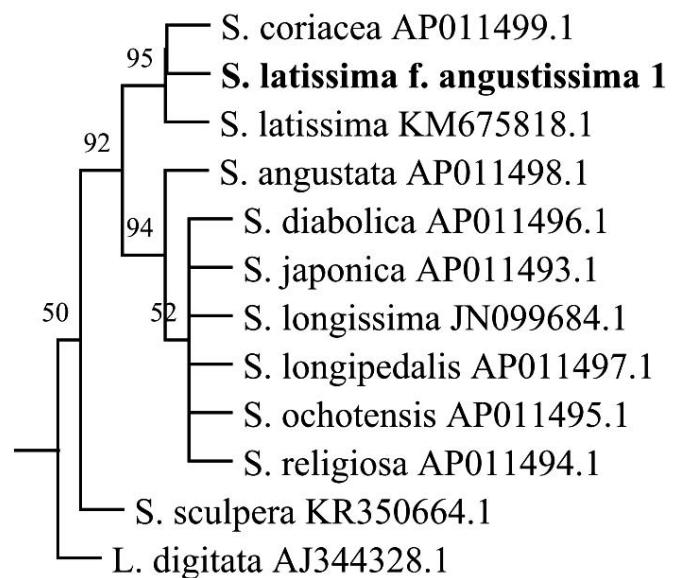 S. coriacea AP011499.1
95
S. latissima f. angustissima 1
S. latissima KM675818.1
92
S. angustata AP011498.1
S. diabolica AP011496.1
94
S. japonica AP011493.1
50
52
S. longissima JN099684.1
S. longipedalis AP011497.1
S. ochotensis AP011495.1
S. religiosa AP011494.1
S. sculpera KR350664.1
L. digitata AJ344328.1